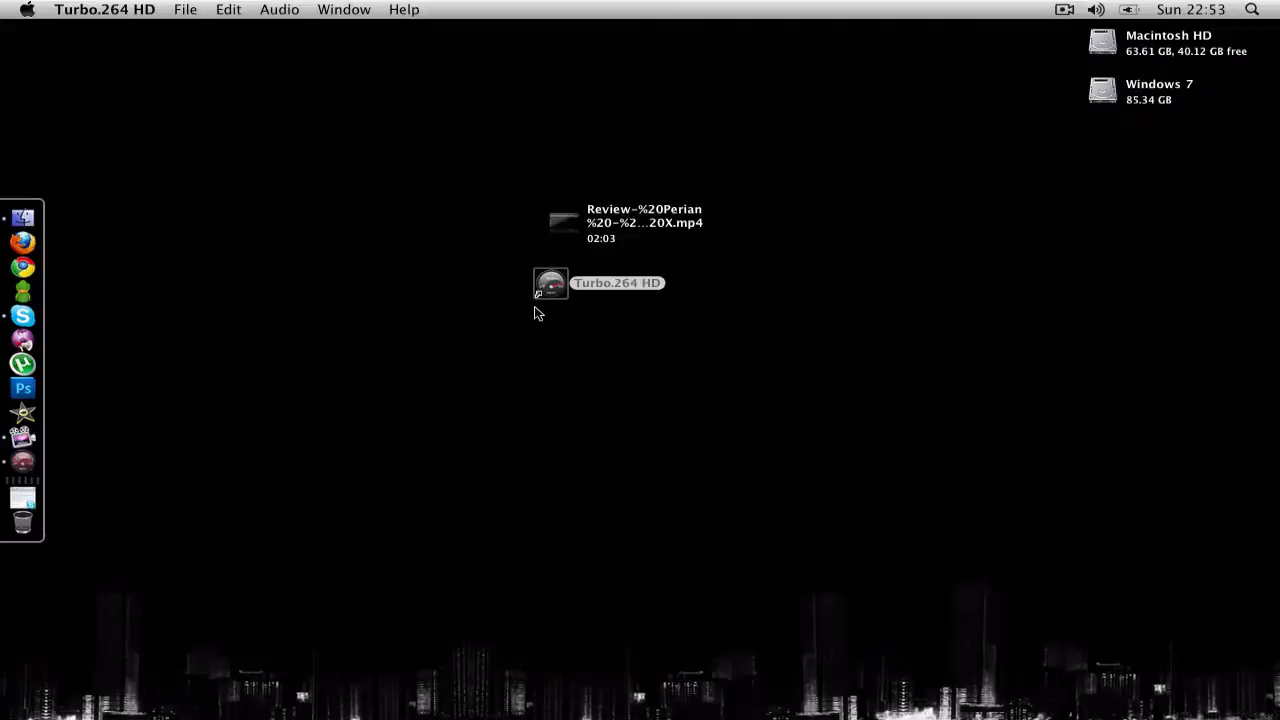 Turbo.264 HD File Edit Audio Window Help Sun 22:53
Macintosh HD
63.61 GB, 40.12 GB free
Windows 7
85.34 GB
Review-%20Perian
%20-%2...20X.mp4
02:03
Turbo.264 HD
S
Ps